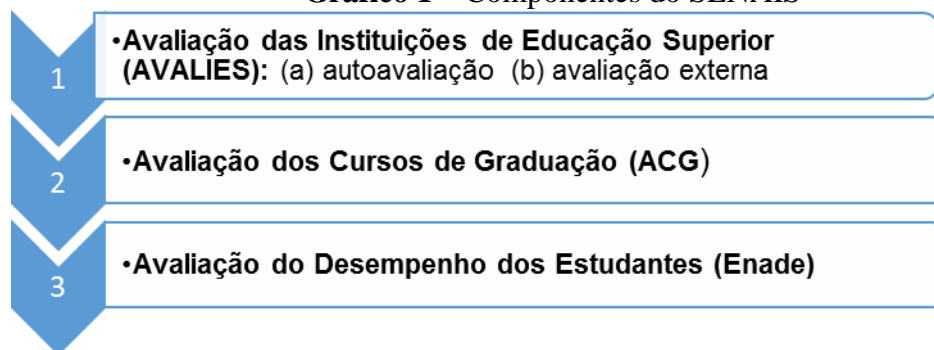 Gráfico 1 – Componentes do SENAIS
1
•Avaliação das Instituições de Educação Superior
(AVALIES): (a) autoavaliação (b) avaliação externa
2
•Avaliação dos Cursos de Graduação (ACG)
3
•Avaliação do Desempenho dos Estudantes (Enade)